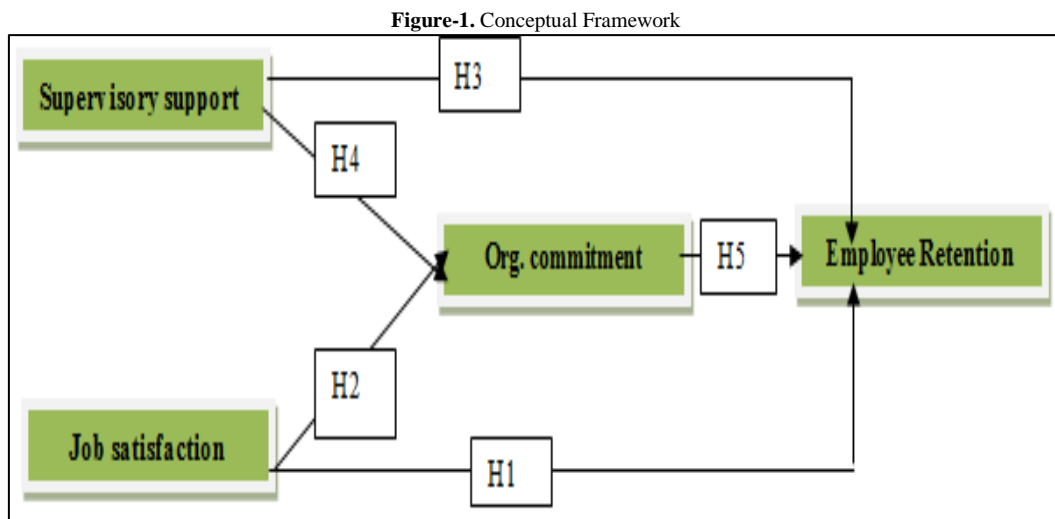 Figure-1. Conceptual Framework
H3
Supervisory support
H4
Org. commitment
H5
Employee Retention
H2
Job satisfaction
H1